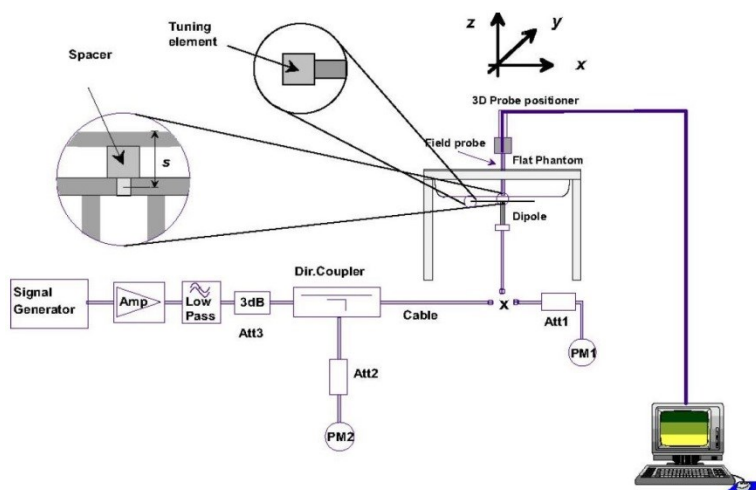 Tuning
element
z
y
x
Spacer
3D Probe positioner
Field probe
Flat Phantom
s
Dipole
Dir.Coupler
Signal
Generator
Amp
Low
Pass
3dB
Att3
Cable
x
Att1
PM1
Att2
PM2